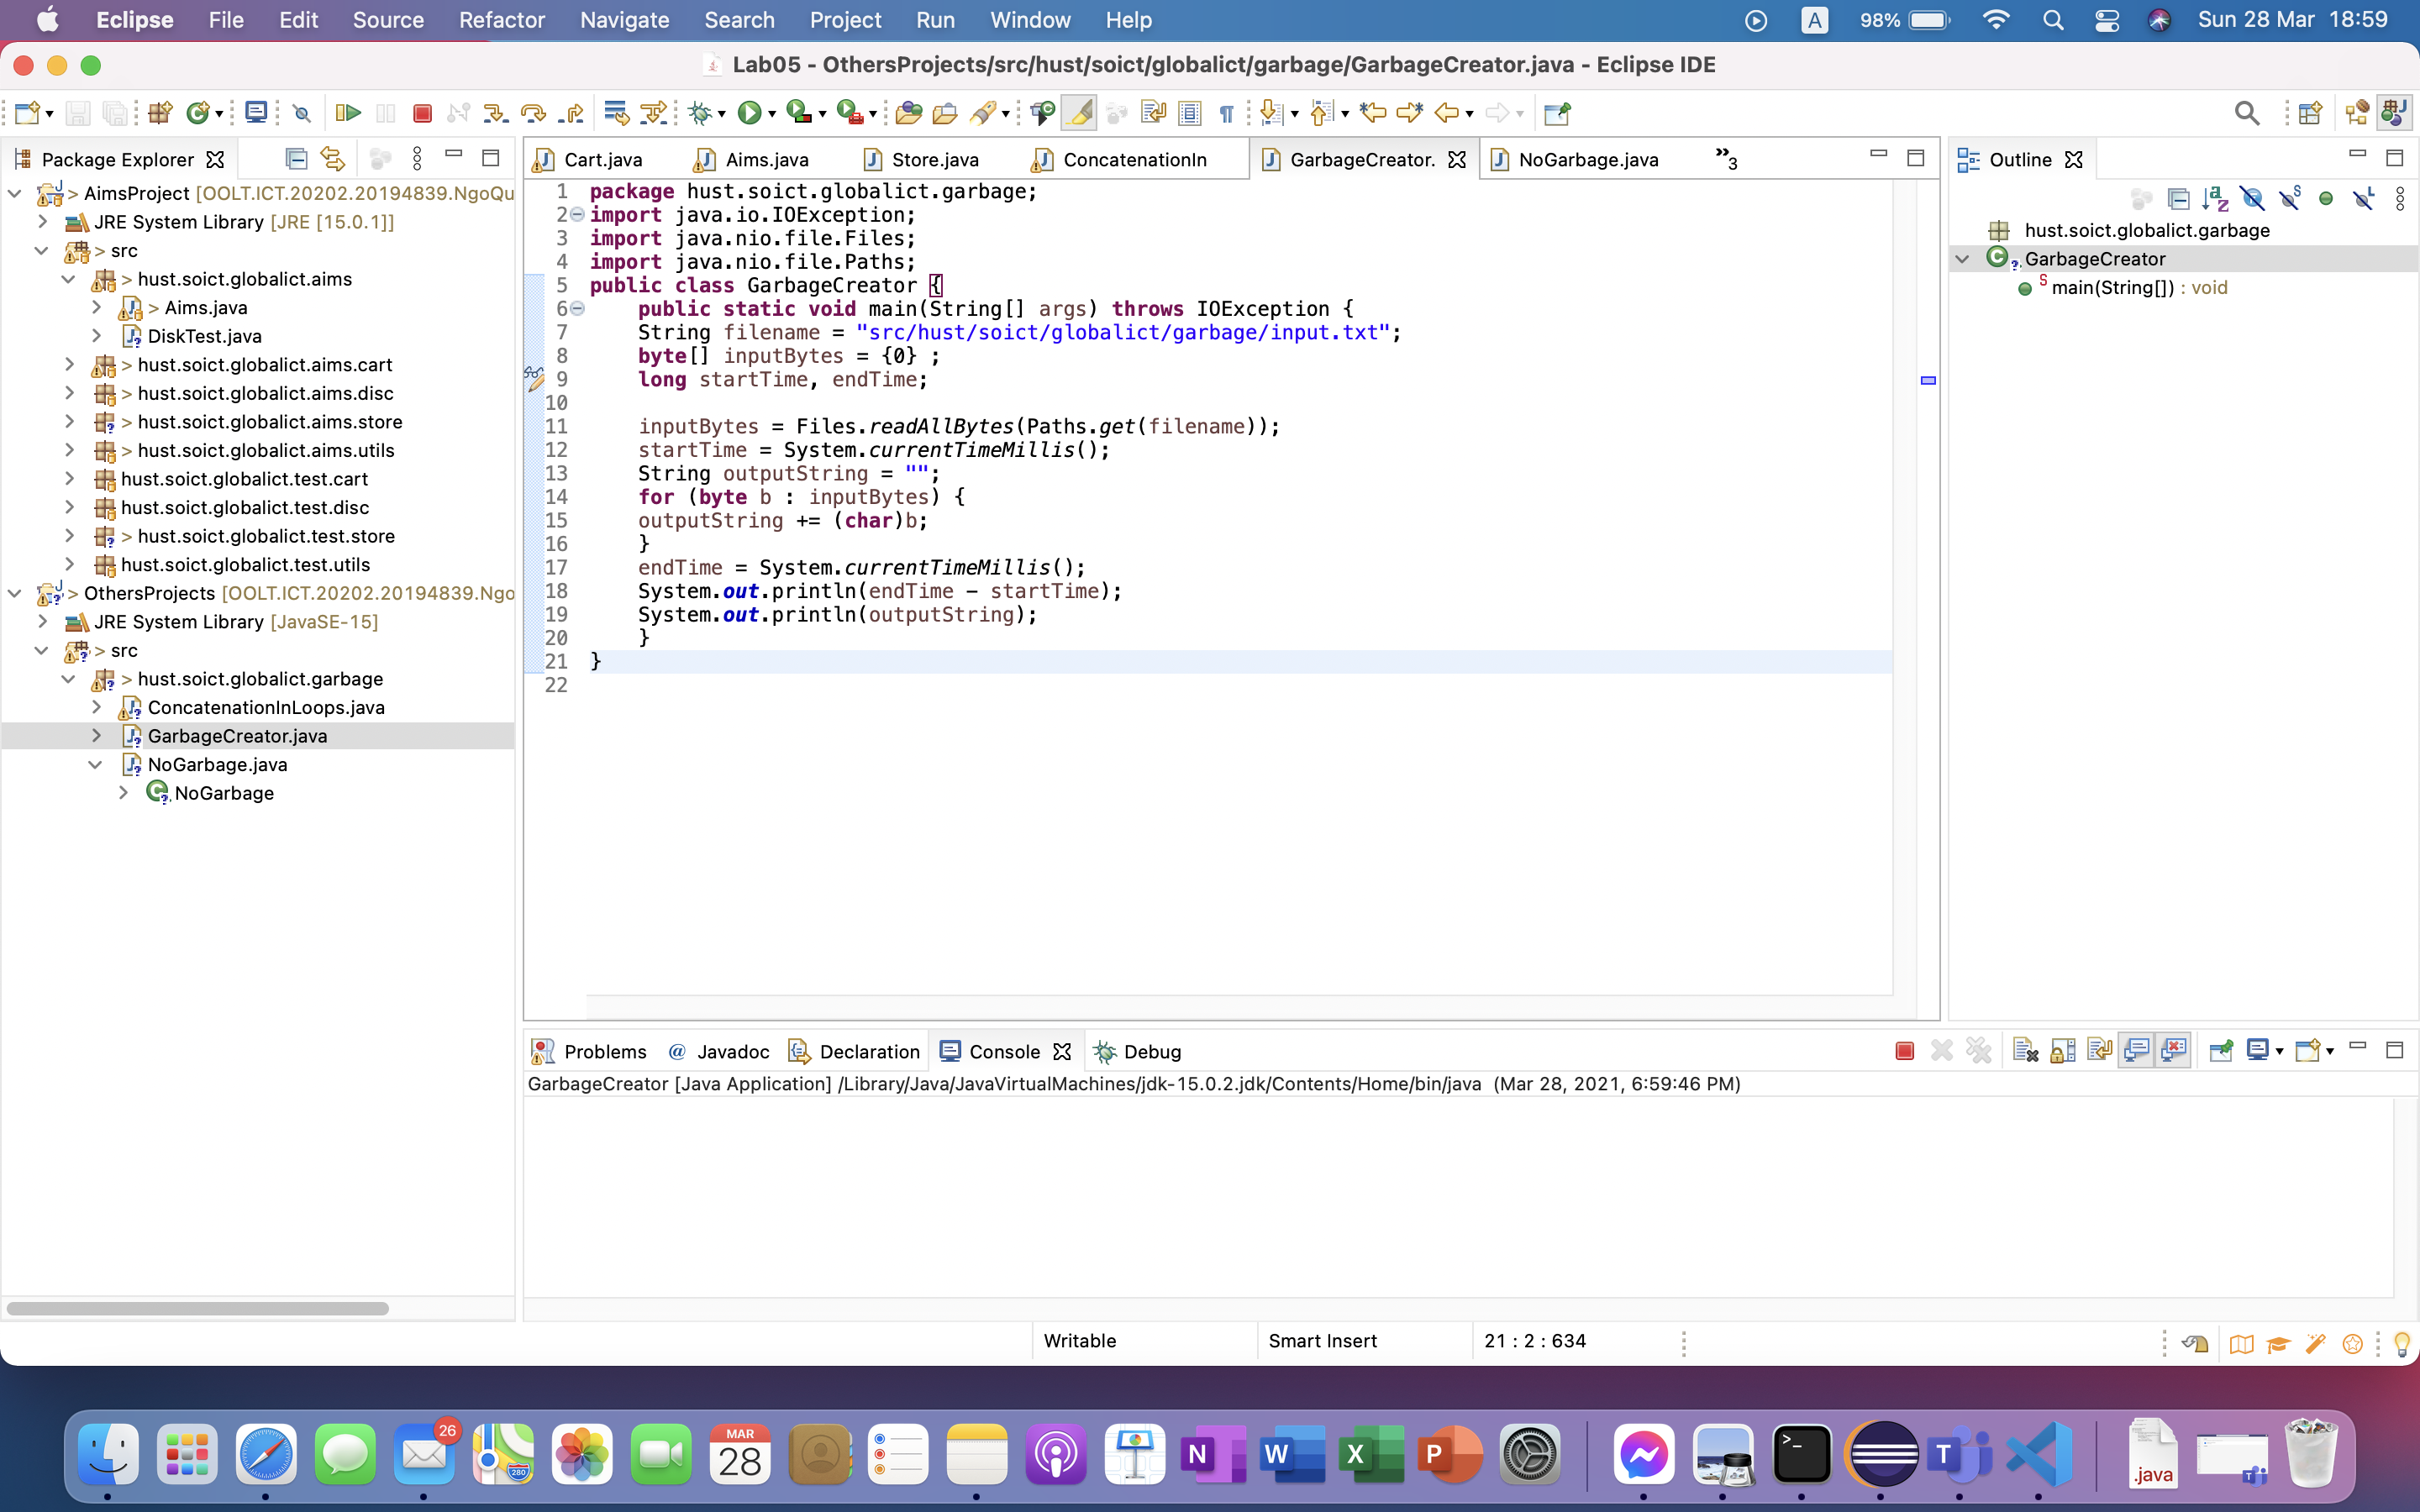 Eclipse File Edit Source Refactor Navigate Search Project Run Window Help A 98% Sun 28 Mar 18:59
Lab05 - OthersProjects/src/hust/soict/globalict/garbage/GarbageCreator.java - Eclipse IDE
Package Explorer
> AimsProject [OOLT.ICT.20202.20194839.NgoQu
JRE System Library [JRE [15.0.1]]
> src
> hust.soict.globalict.aims
> Aims.java
DiskTest.java
> hust.soict.globalict.aims.cart
> hust.soict.globalict.aims.disc
> hust.soict.globalict.aims.store
> hust.soict.globalict.aims.utils
hust.soict.globalict.test.cart
hust.soict.globalict.test.disc
> hust.soict.globalict.test.store
hust.soict.globalict.test.utils
> OthersProjects [OOLT.ICT.20202.20194839.Ngo
JRE System Library [JavaSE-15]
> src
> hust.soict.globalict.garbage
ConcatenationInLoops.java
GarbageCreator.java
NoGarbage.java
NoGarbage
Cart.java Aims.java Store.java ConcatenationIn GarbageCreator. NoGarbage.java »3
1 package hust.soict.globalict.garbage;
2 import java.io.IOException;
3 import java.nio.file.Files;
4 import java.nio.file.Paths;
5 public class GarbageCreator {
6 public static void main(String[] args) throws IOException {
7 String filename = "src/hust/soict/globalict/garbage/input.txt";
8 byte[] inputBytes = {0} ;
9 long startTime, endTime;
10
11 inputBytes = Files.readAllBytes(Paths.get(filename));
12 startTime = System.currentTimeMillis();
13 String outputString = "";
14 for (byte b : inputBytes) {
15 outputString += (char)b;
16 }
17 endTime = System.currentTimeMillis();
18 System.out.println(endTime - startTime);
19 System.out.println(outputString);
20 }
21 }
22
Outline
hust.soict.globalict.garbage
GarbageCreator
main(String[]) : void
Problems @ Javadoc Declaration Console Debug
GarbageCreator [Java Application] /Library/Java/JavaVirtualMachines/jdk-15.0.2.jdk/Contents/Home/bin/java (Mar 28, 2021, 6:59:46 PM)
Writable Smart Insert 21 : 2 : 634
26
280
MAR
28
N W X P
>_
T
.java